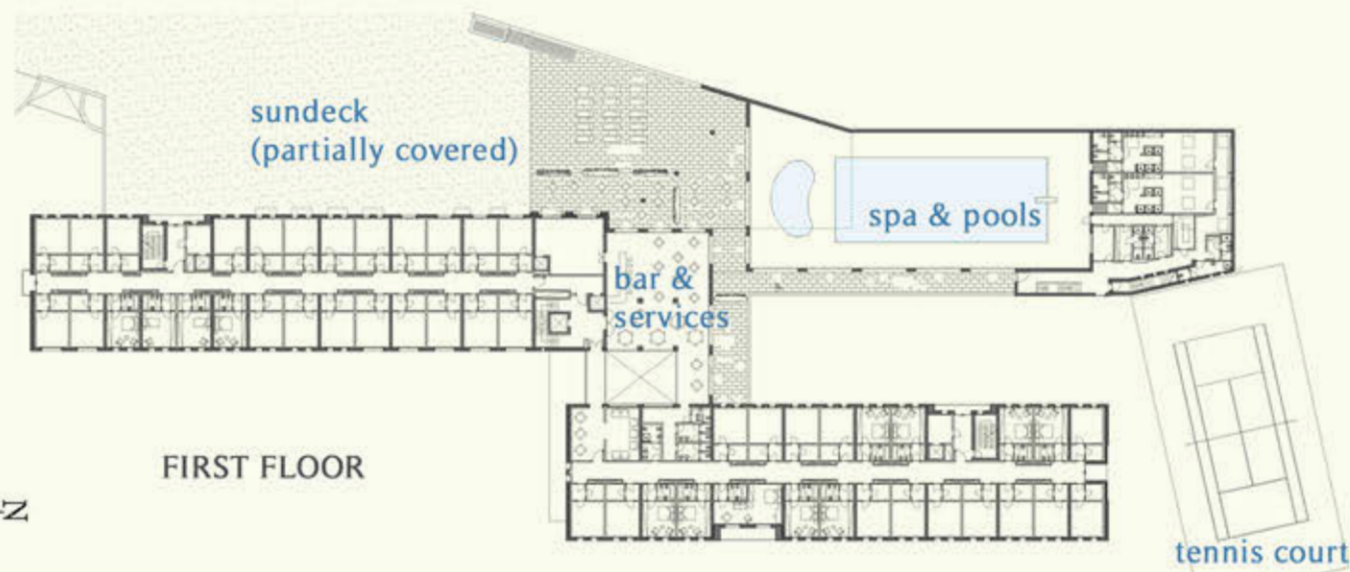 sundeck
(partially covered)
spa & pools
bar &
services
FIRST FLOOR
N
tennis court